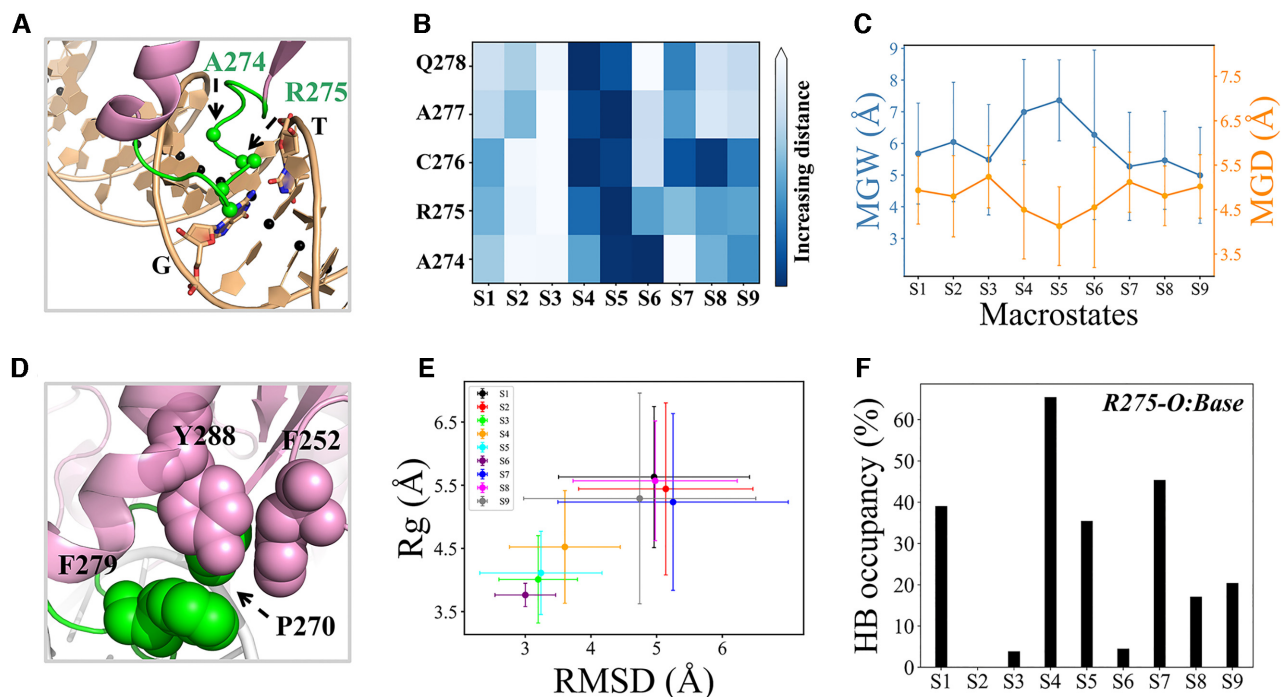 A
A274
R275
T
G
B
Q278
A277
C276
R275
A274
S1 S2 S3 S4 S5 S6 S7 S8 S9
Increasing distance
C
MGW (Å)
9
8
7
6
5
4
3
7.5
6.5
5.5
4.5
3.5
MGD (Å)
S1 S2 S3 S4 S5 S6 S7 S8 S9
Macrostates
D
Y288
F252
F279
P270
E
S1
S2
S3
S4
S5
S6
S7
S8
S9
Rg (Å)
6.5
5.5
4.5
3.5
3 4 5 6
RMSD (Å)
F
R275-O:Base
HB occupancy (%)
60
50
40
30
20
10
0
S1 S2 S3 S4 S5 S6 S7 S8 S9